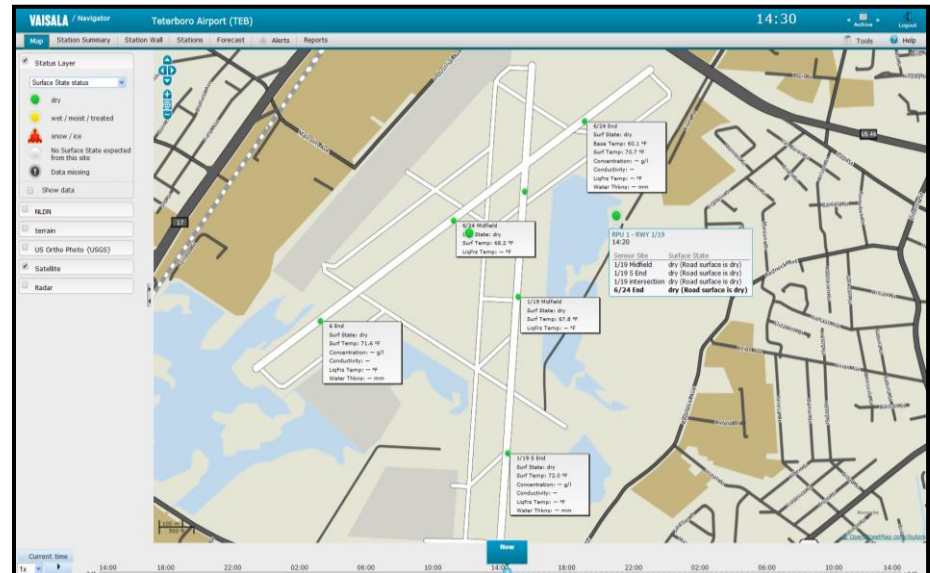 VAISALA / Navigator
Teterboro Airport (TEB)
14:30
Archive
Logout
Map
Station Summary
Station Wall
Stations
Forecast
Alerts
Reports
Tools
Help
Status Layer
Surface State status
dry
wet / moist / treated
snow / ice
No Surface State expected
from this site
Data missing
Show data
NLDN
terrain
US Ortho Photo (USGS)
Satellite
Radar
17
US 46
6/24 End
Surf State: dry
Base Temp: 60.1 °F
Surf Temp: 70.7 °F
Concentration: — g/l
Conductivity: —
LiqFrz Temp: — °F
Water Thkns: — mm
6/24 Midfield
State: dry
Surf Temp: 68.2 °F
LiqFrz Temp: — °F
RPU 1 - RWY 1/19
14:20
Sensor Site Surface State
1/19 Midfield dry (Road surface is dry)
1/19 S End dry (Road surface is dry)
1/19 intersection dry (Road surface is dry)
6/24 End dry (Road surface is dry)
1/19 Midfield
Surf State: dry
Surf Temp: 67.8 °F
LiqFrz Temp: — °F
6 End
Surf State: dry
Surf Temp: 71.6 °F
Concentration: — g/l
Conductivity: —
LiqFrz Temp: — °F
Water Thkns: — mm
1/19 S End
Surf State: dry
Surf Temp: 72.0 °F
Concentration: — g/l
Conductivity: —
LiqFrz Temp: — °F
Water Thkns: — mm
100 m
500 ft
© OpenStreetMap contributors
Current time
1x
Now
14:00 18:00 22:00 02:00 06:00 10:00 14:00 18:00 22:00 02:00 06:00 10:00 14:00